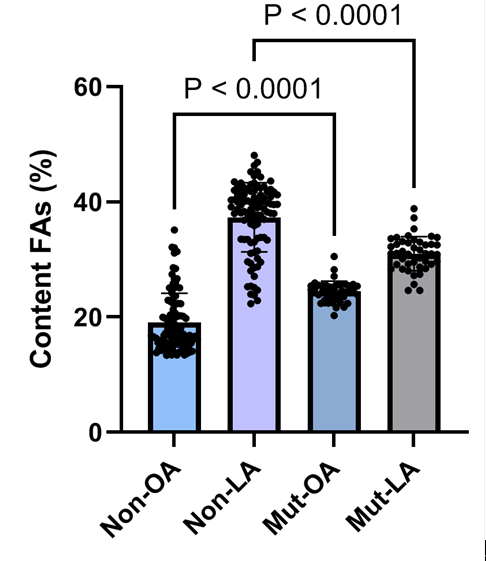 P < 0.0001
P < 0.0001
Content FAs (%)
60
40
20
0
Non-OA
Non-LA
Mut-OA
Mut-LA